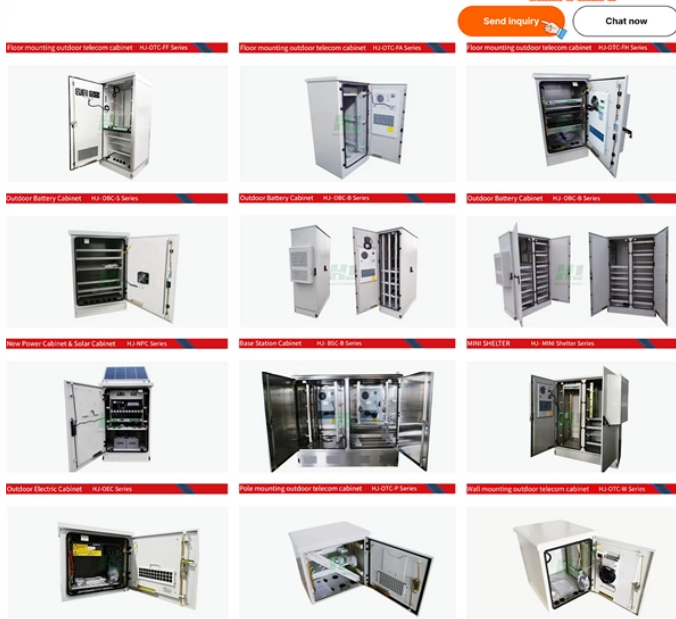 Send inquiry
Chat now
Floor mounting outdoor telecom cabinet HJ-OTC-FF Series
Floor mounting outdoor telecom cabinet HJ-OTC-FA Series
Floor mounting outdoor telecom cabinet HJ-OTC-FH Series
Outdoor Battery Cabinet HJ- OBC-S Series
Outdoor Battery Cabinet HJ- OBC-B Series
Outdoor Battery Cabinet HJ- OBC-B Series
New Power Cabinet & Solar Cabinet HJ-NPC Series
Base Station Cabinet HJ- BSC-B Series
MINI SHELTER HJ- MINI Shelter Series
Outdoor Electric Cabinet HJ-OEC Series
Pole mounting outdoor telecom cabinet HJ-OTC-P Series
Wall mounting outdoor telecom cabinet HJ-OTC-W Series